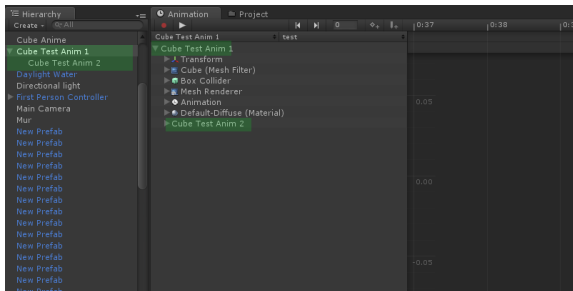 Hierarchy
Create
All
Cube Anime
Cube Test Anim 1
Cube Test Anim 2
Daylight Water
Directional light
First Person Controller
Main Camera
Mur
New Prefab
New Prefab
New Prefab
New Prefab
New Prefab
New Prefab
New Prefab
New Prefab
New Prefab
New Prefab
New Prefab
New Prefab
New Prefab
New Prefab
Animation
Project
0
0:37
0:38
0:3
Cube Test Anim 1
test
Cube Test Anim 1
Transform
Cube (Mesh Filter)
Box Collider
Mesh Renderer
Animation
Default-Diffuse (Material)
Cube Test Anim 2
0.05
0.00
-0.05